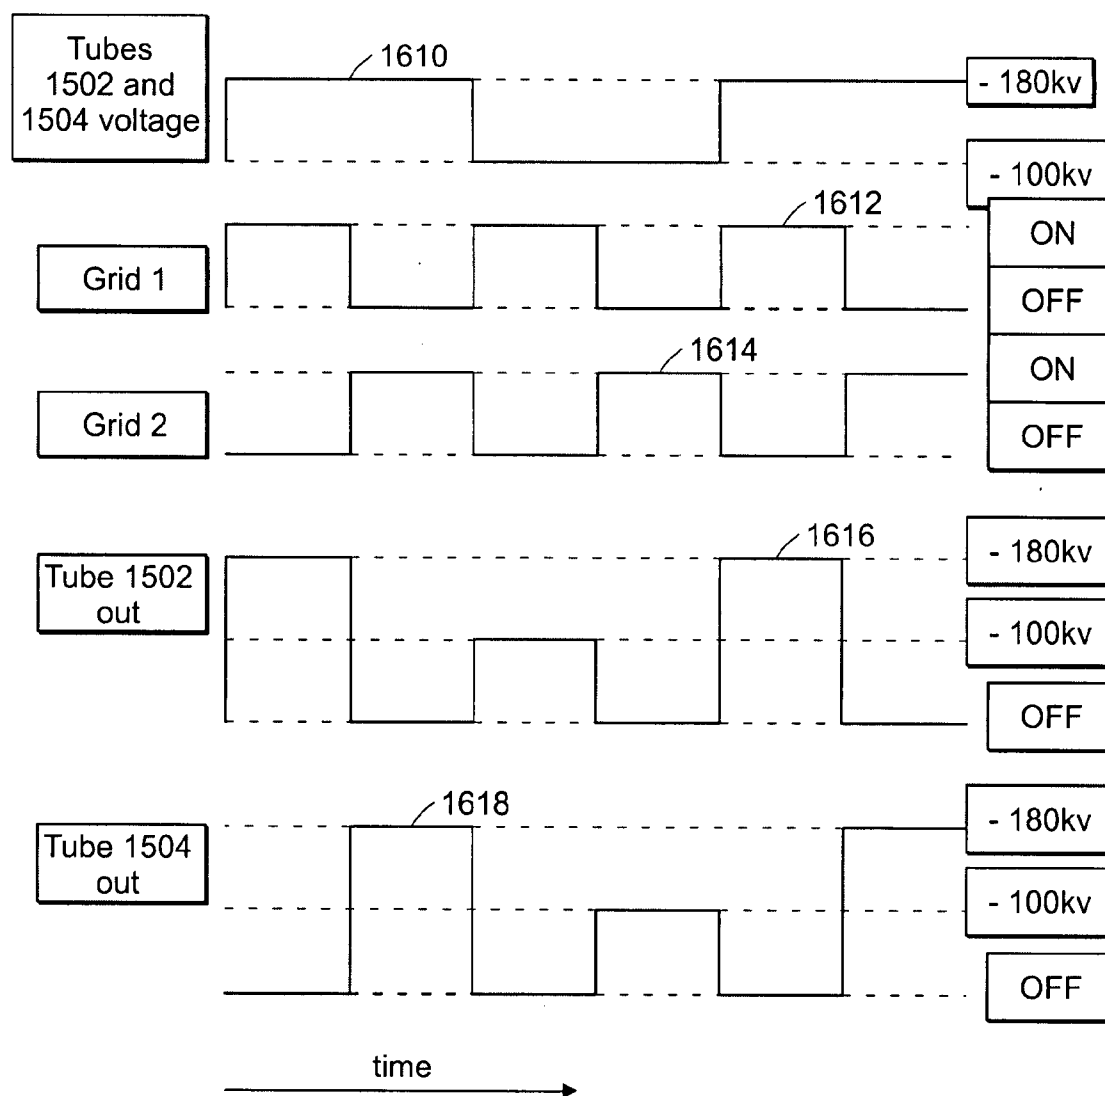 Tubes
1502 and
1504 voltage
1610
- 180kv
- 100kv
Grid 1
1612
ON
OFF
Grid 2
1614
ON
OFF
Tube 1502
out
1616
- 180kv
- 100kv
OFF
Tube 1504
out
1618
- 180kv
- 100kv
OFF
time